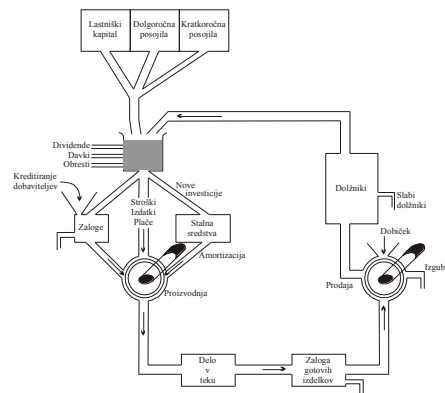 Lastniški
kapital
Dolgoročna
posojila
Kratkoročna
posojila
Dividende
Davki
Obresti
Kreditiranje
dobaviteljev
Nove
investicije
Stroški
Izdatki
Plače
Zaloge
Stalna
sredstva
Amortizacija
Proizvodnja
Dolžniki
Slabi
dolžniki
Dobiček
Izgub
Prodaja
Delo
v
teku
Zaloga
gotovih
izdelkov